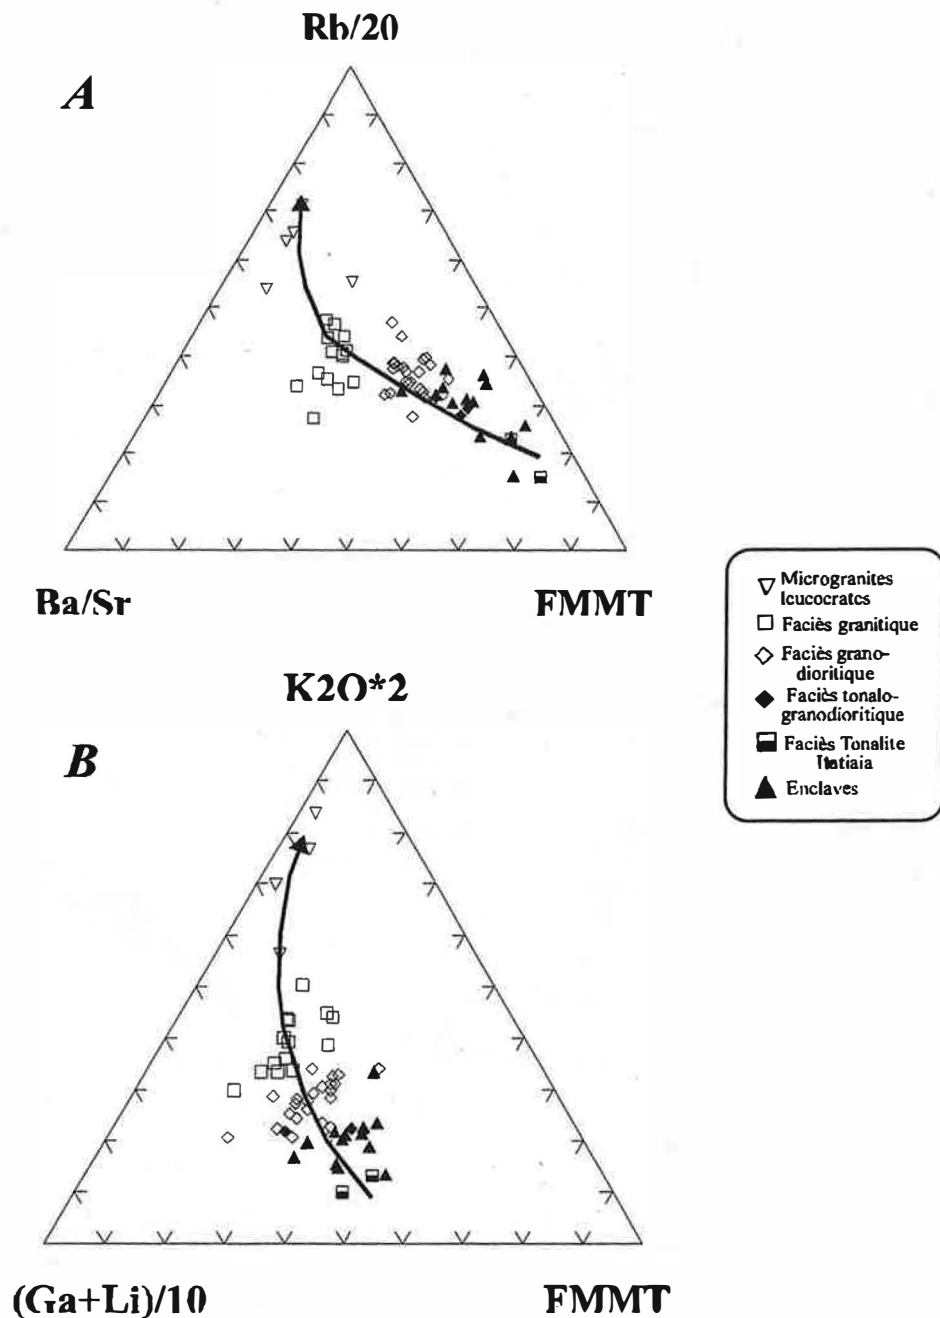 Rb/20
A
Ba/Sr
FMMT
Microgranites
leucocrates
Faciès granitique
Faciès grano-
dioritique
Faciès tonalo-
granodioritique
Faciès Tonalite
Itatiaia
Enclaves
K2O*2
B
(Ga+Li)/10
FMMT